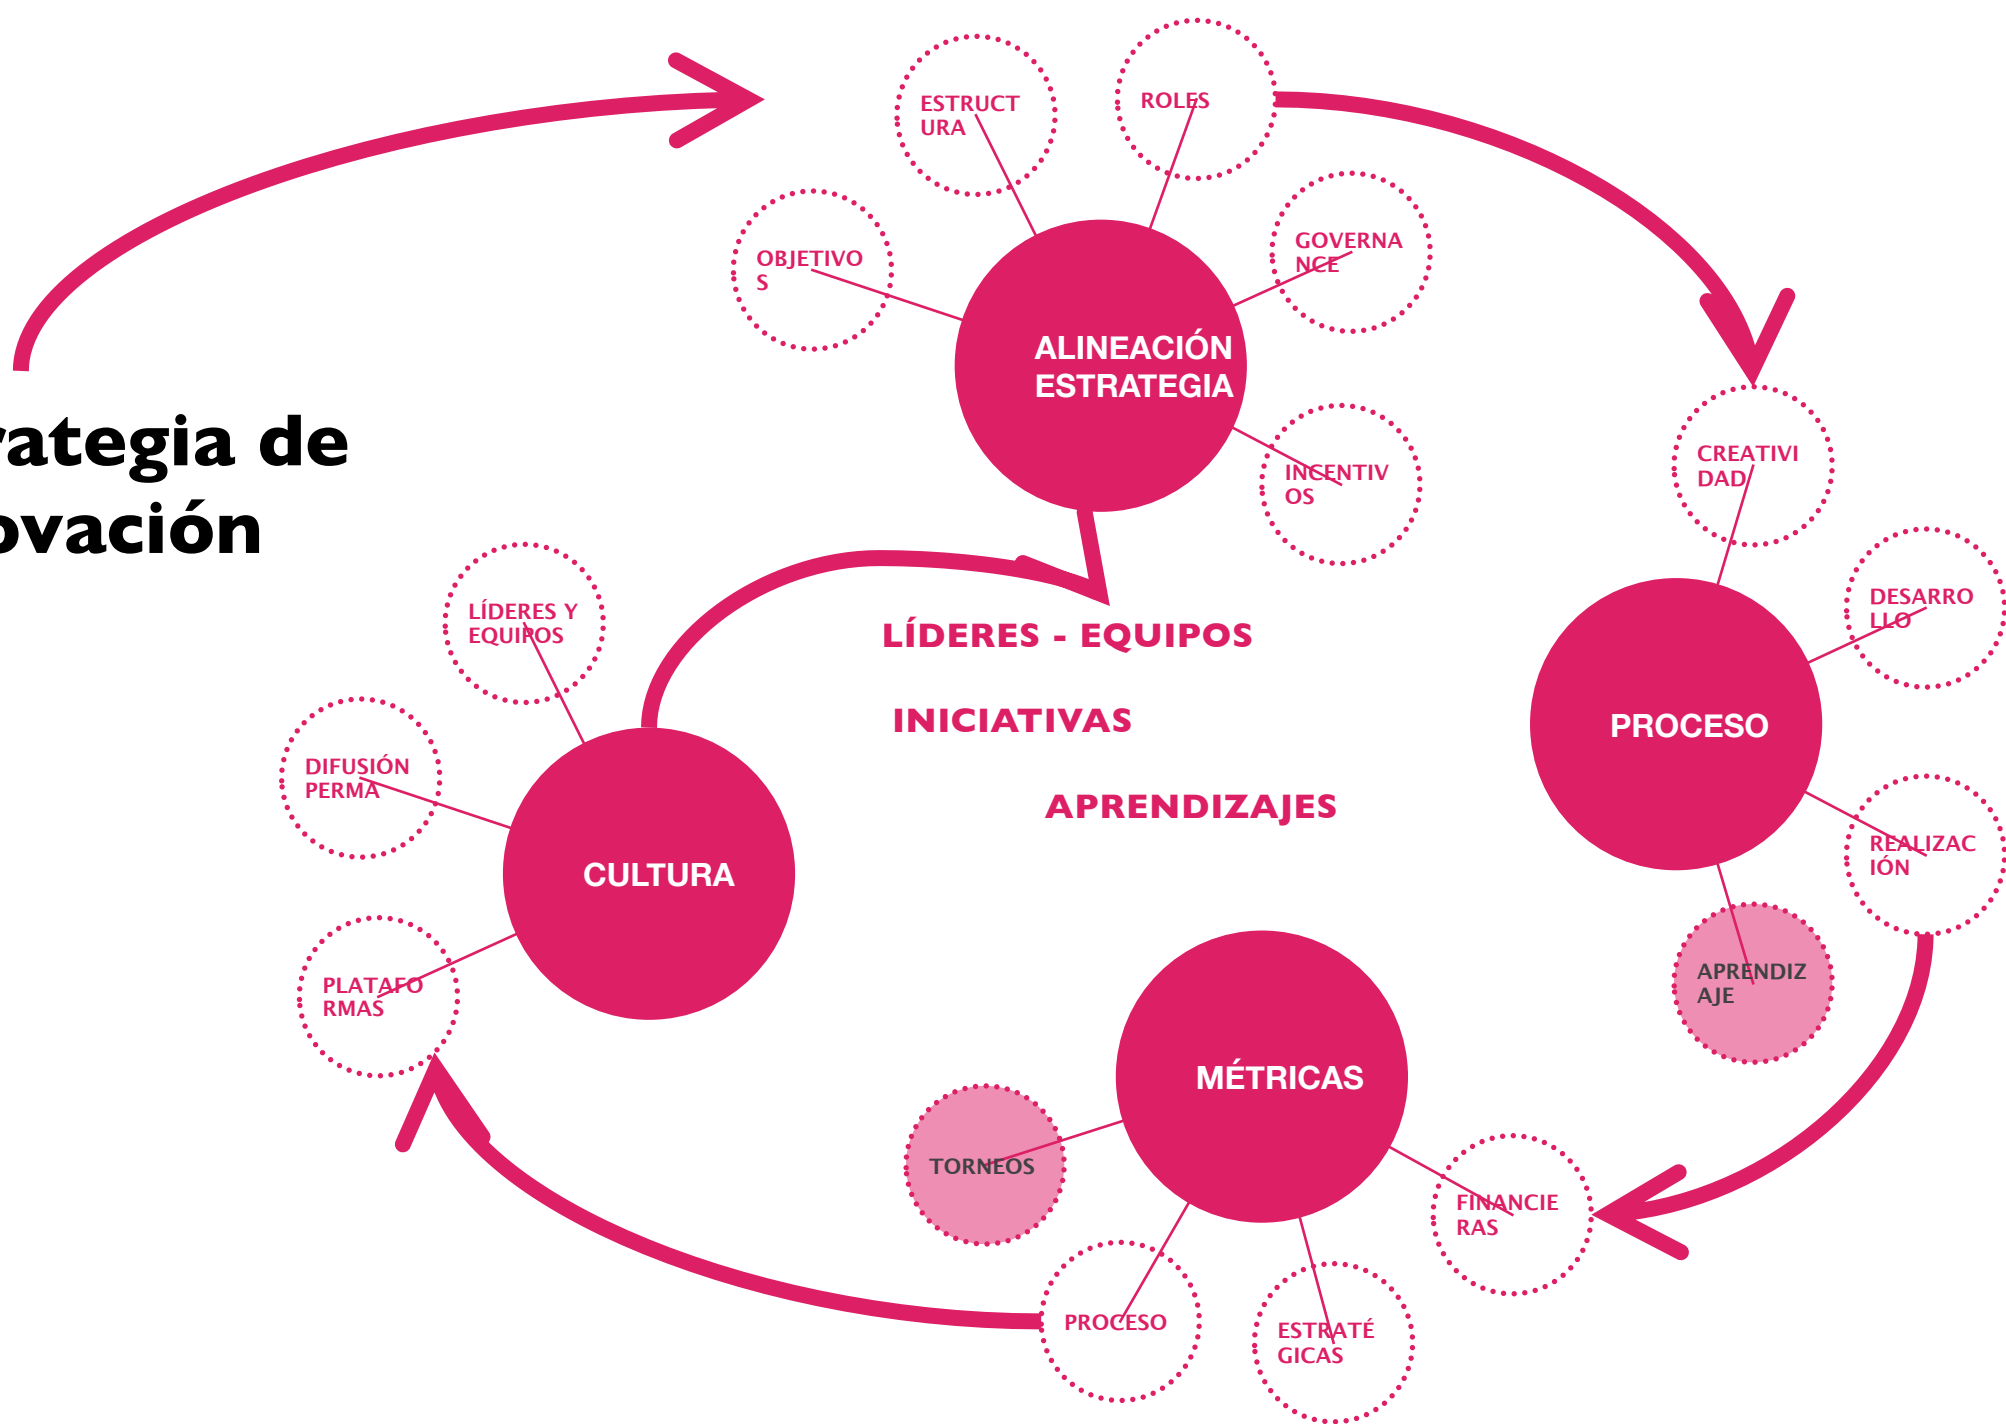 rategia de
ovación
ESTRUCT
URA
ROLES
OBJETIVO
S
GOVERNA
NCE
ALINEACIÓN
ESTRATEGIA
INCENTIV
OS
CREATIVI
DAD
DESARRO
LLO
PROCESO
REALIZAC
IÓN
APRENDIZ
AJE
LÍDERES - EQUIPOS
INICIATIVAS
APRENDIZAJES
LÍDERES Y
EQUIPOS
DIFUSIÓN
PERMA
CULTURA
PLATAFO
RMAS
MÉTRICAS
TORNEOS
PROCESO
ESTRATÉ
GICAS
FINANCIE
RAS